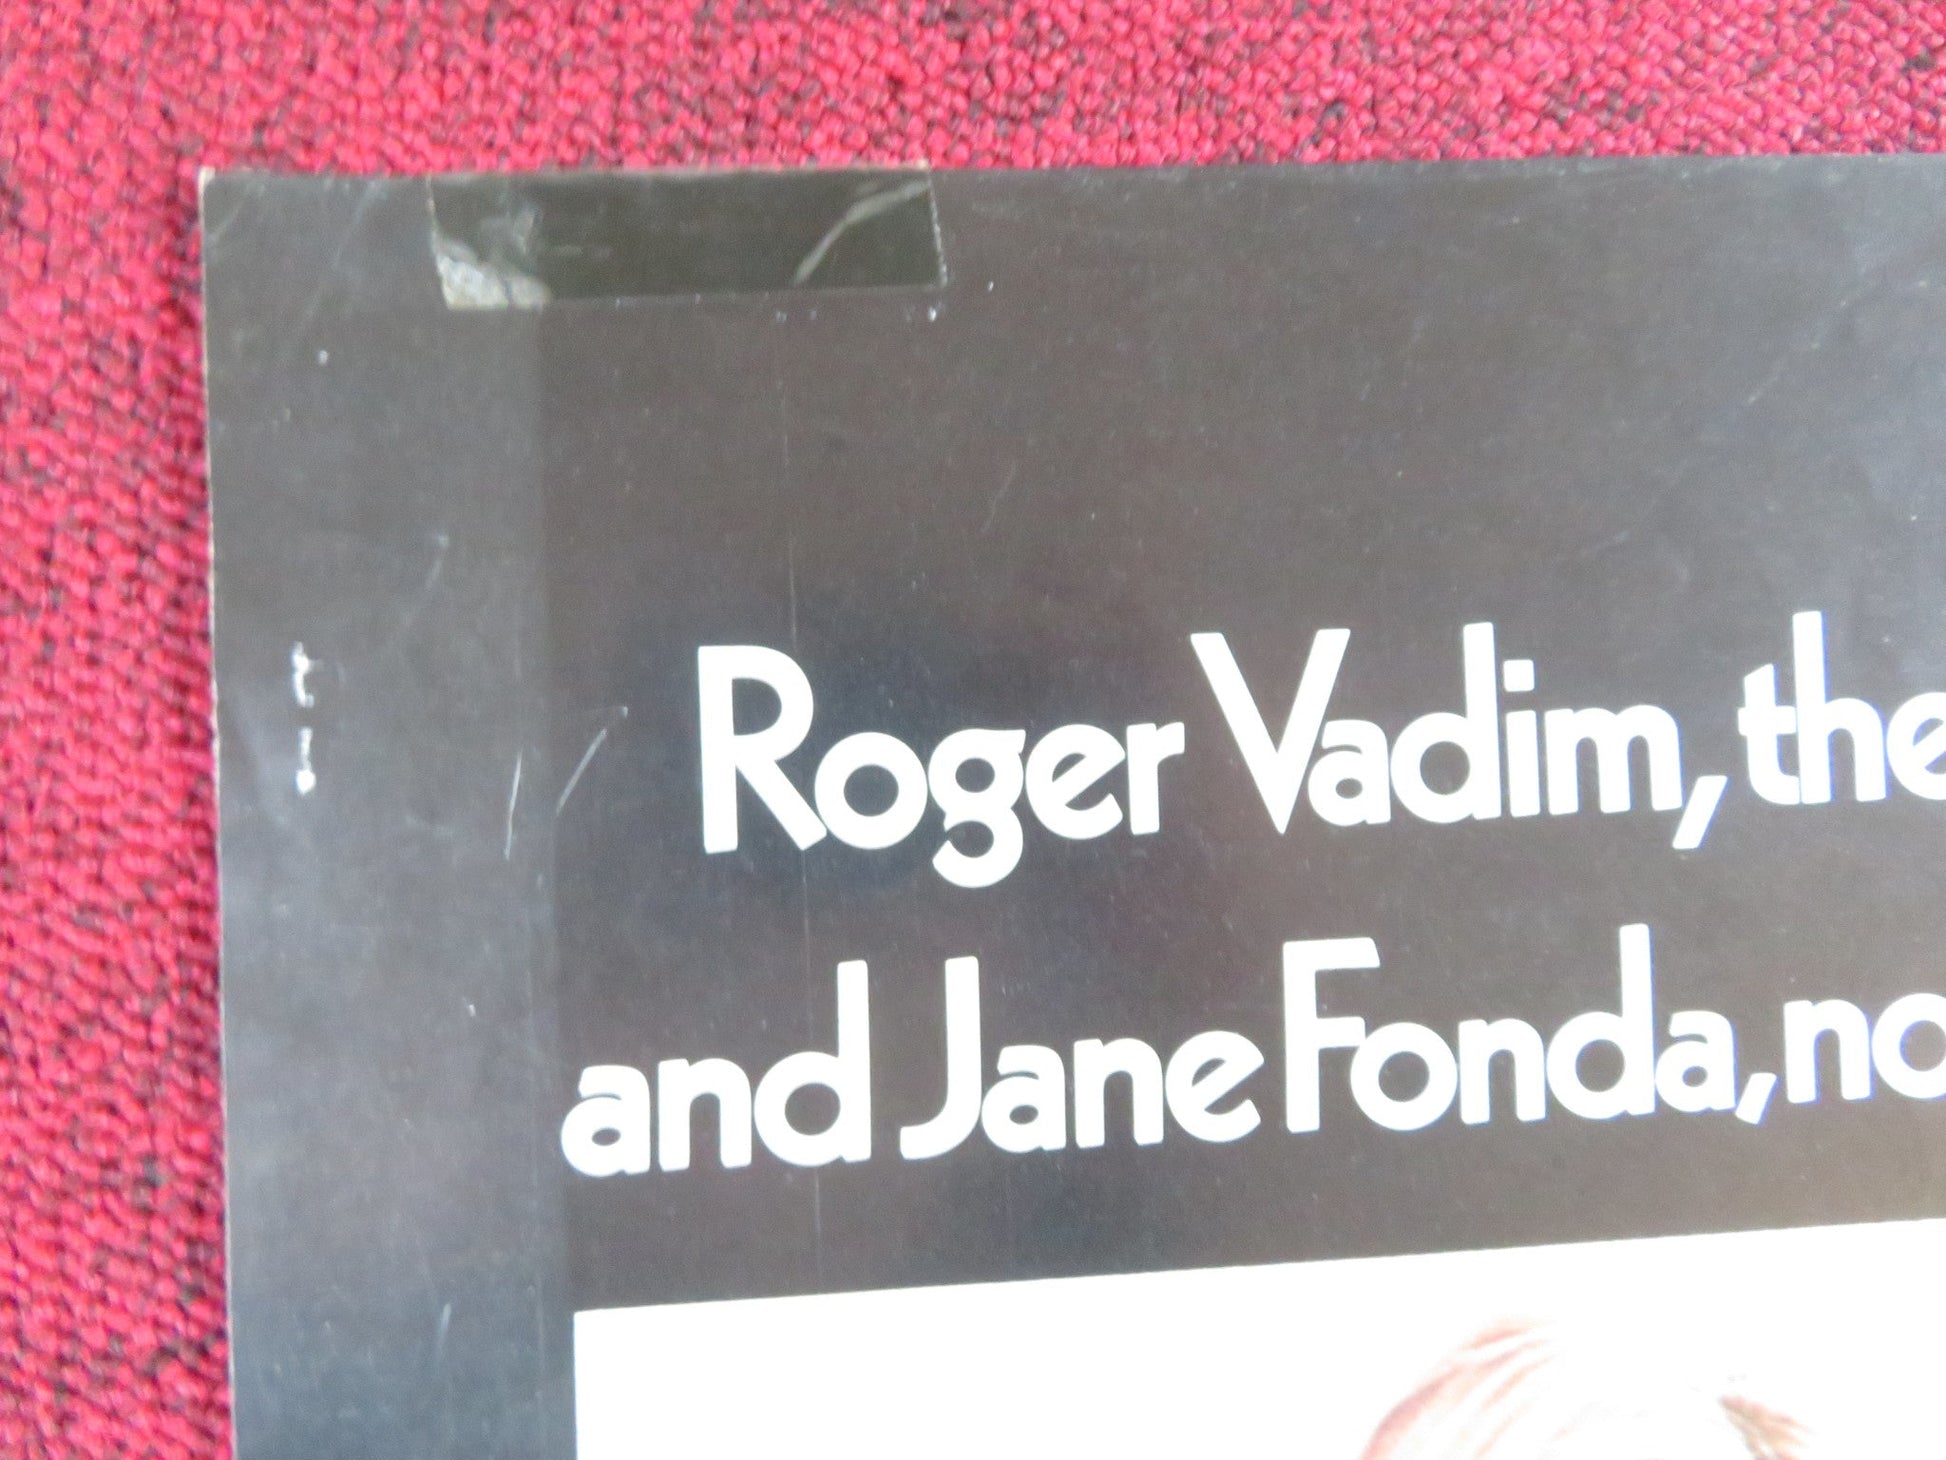 Roger Vadim, the
and Jane Fonda, no